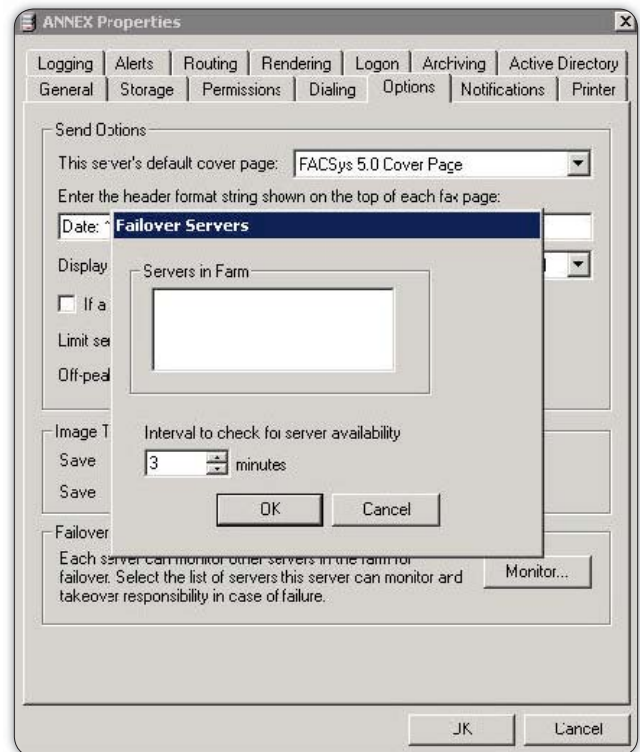 ANNEX Properties
Logging Alerts Routing Rendering Logon Archiving Active Directory
General Storage Permissions Dialing Options Notifications Printer
Send Options
This server's default cover page: FACSys 5.0 Cover Page
Enter the header format string shown on the top of each fax page:
Date: ^
Failover Servers
Display
Servers in Farm
If a
Limit se
Off-peak
Image T
Interval to check for server availability
Save
3 minutes
Save
OK Cancel
Failover
Each server can monitor other servers in the farm for
failover. Select the list of servers this server can monitor and
takeover responsibility in case of failure.
Monitor...
OK Cancel